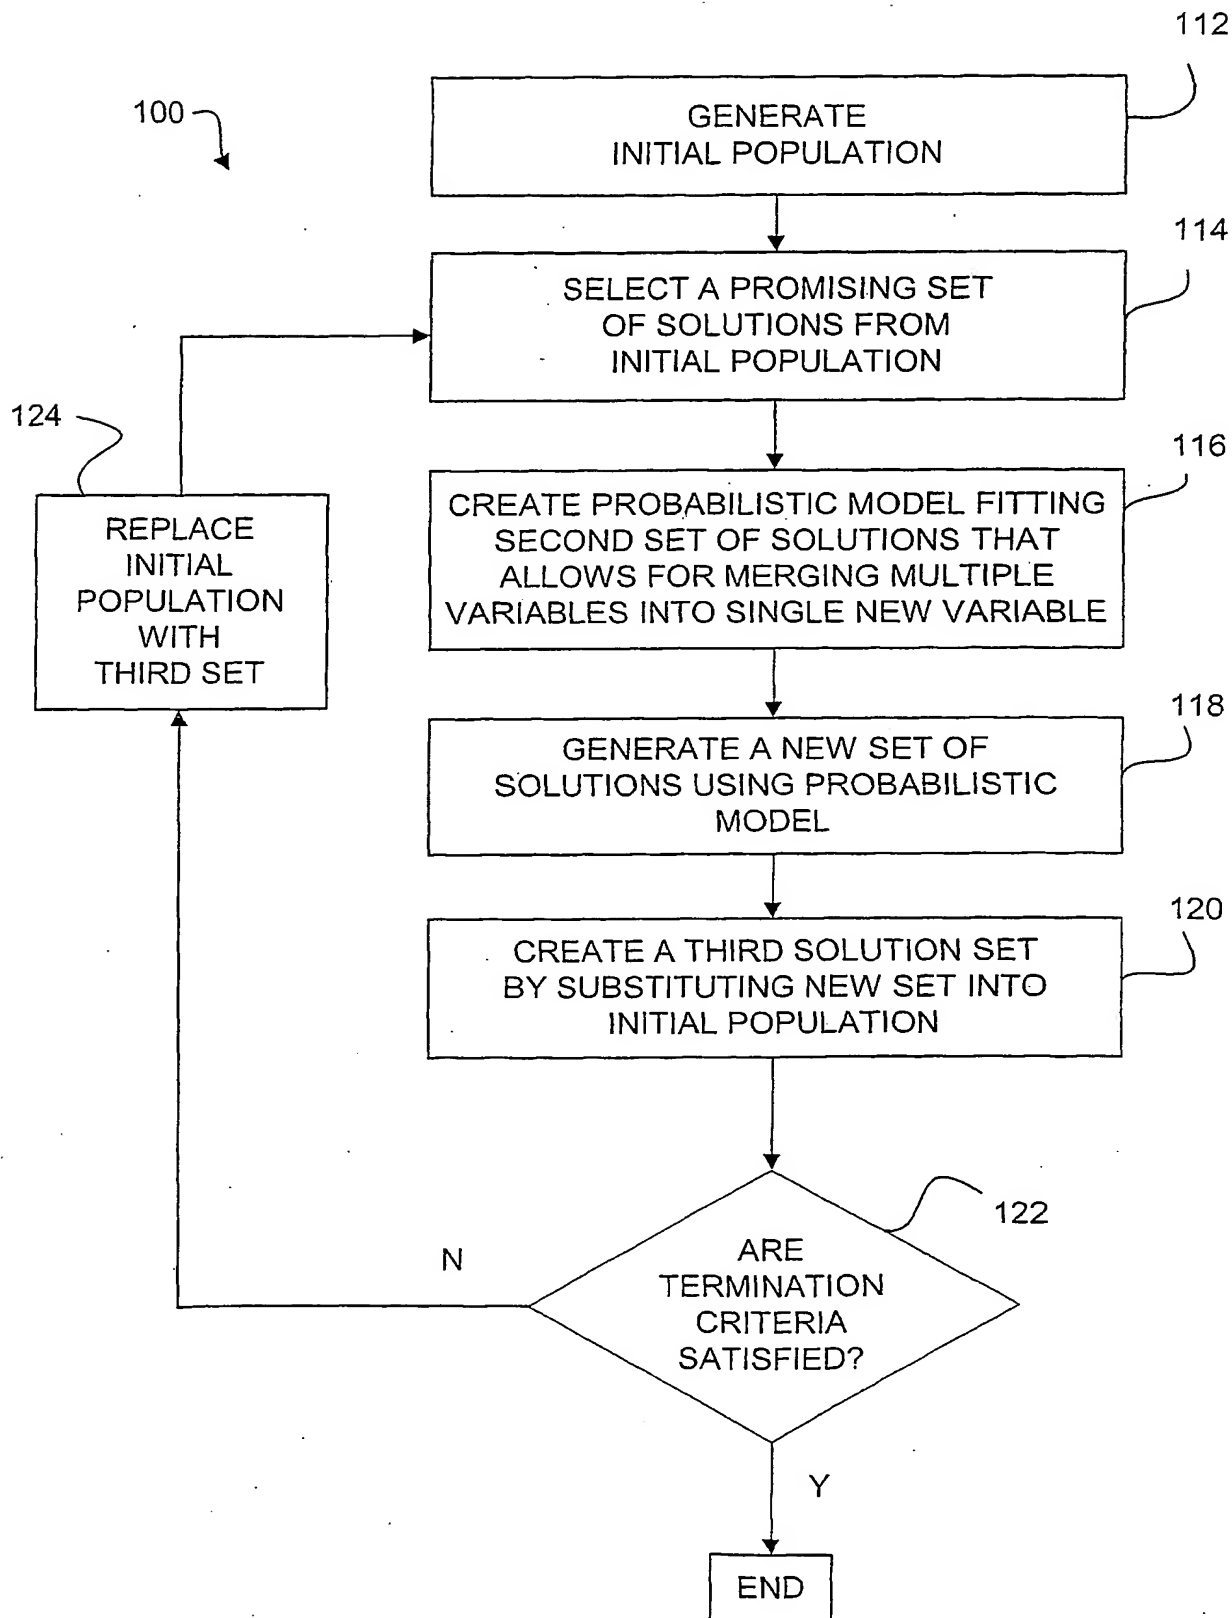 112
100
GENERATE
INITIAL POPULATION
114
SELECT A PROMISING SET
OF SOLUTIONS FROM
INITIAL POPULATION
124
116
CREATE PROBABILISTIC MODEL FITTING
SECOND SET OF SOLUTIONS THAT
ALLOWS FOR MERGING MULTIPLE
VARIABLES INTO SINGLE NEW VARIABLE
REPLACE
INITIAL
POPULATION
WITH
THIRD SET
118
GENERATE A NEW SET OF
SOLUTIONS USING PROBABILISTIC
MODEL
120
CREATE A THIRD SOLUTION SET
BY SUBSTITUTING NEW SET INTO
INITIAL POPULATION
122
N
ARE
TERMINATION
CRITERIA
SATISFIED?
Y
END